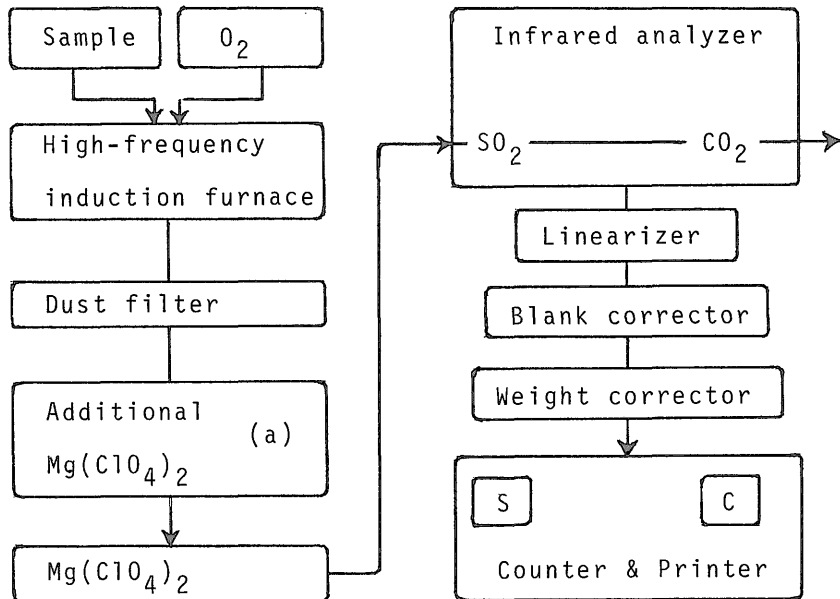 Sample
O₂
High-frequency
induction furnace
Dust filter
Additional
(a)
Mg(ClO₄)₂
Mg(ClO₄)₂
Infrared analyzer
SO₂
CO₂
Linearizer
Blank corrector
Weight corrector
S
C
Counter & Printer